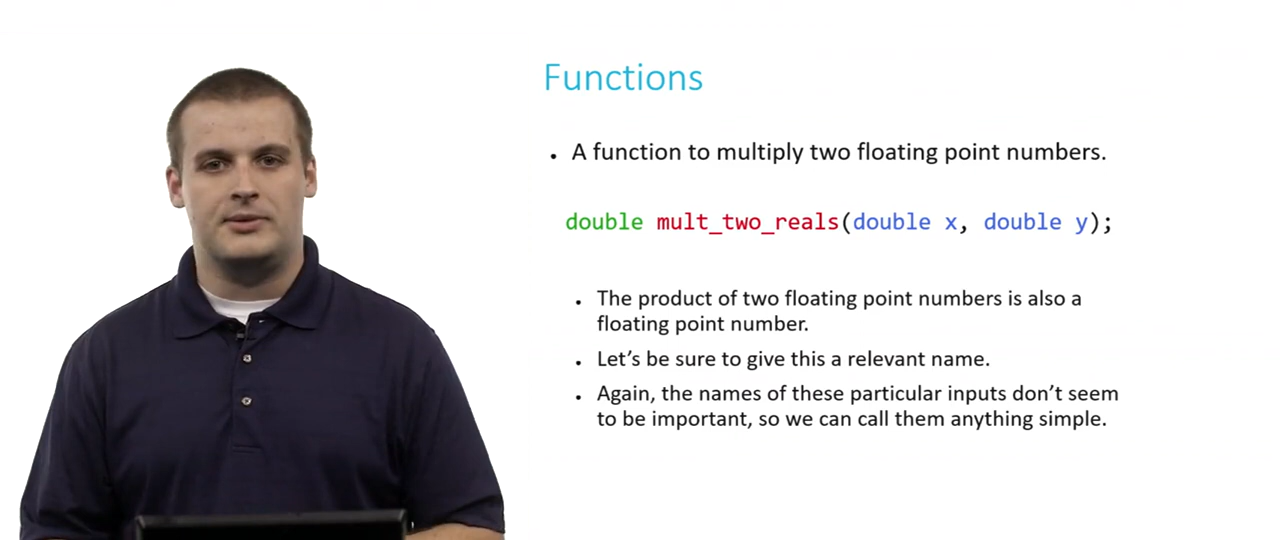 Functions
• A function to multiply two floating point numbers.
double mult_two_reals(double x, double y);
• The product of two floating point numbers is also a
floating point number.
• Let’s be sure to give this a relevant name.
• Again, the names of these particular inputs don’t seem
to be important, so we can call them anything simple.